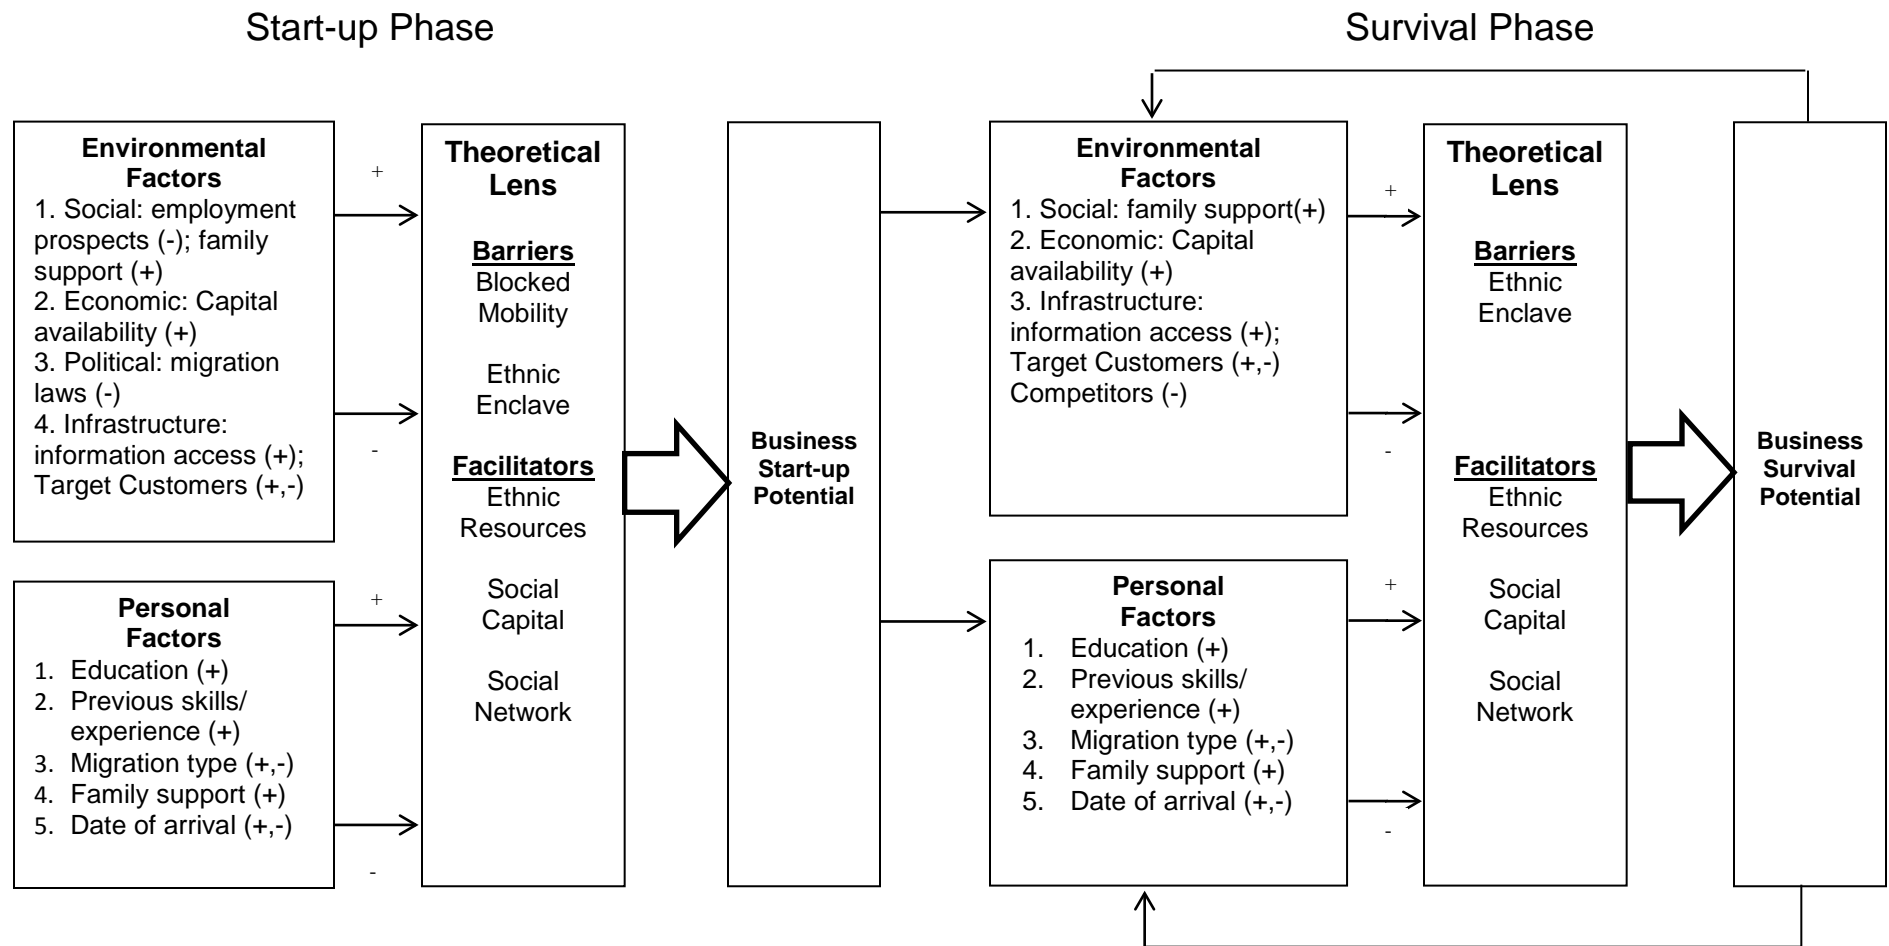 Start-up Phase
Survival Phase
Environmental
Factors
1. Social: employment
prospects (-); family
support (+)
2. Economic: Capital
availability (+)
3. Political: migration
laws (-)
4. Infrastructure:
information access (+);
Target Customers (+,-)
+
-
Personal
Factors
1. Education (+)
2. Previous skills/
experience (+)
3. Migration type (+,-)
4. Family support (+)
5. Date of arrival (+,-)
+
-
Theoretical
Lens
Barriers
Blocked
Mobility
Ethnic
Enclave
Facilitators
Ethnic
Resources
Social
Capital
Social
Network
Business
Start-up
Potential
Environmental
Factors
1. Social: family support(+)
2. Economic: Capital
availability (+)
3. Infrastructure:
information access (+);
Target Customers (+,-)
Competitors (-)
+
-
Personal
Factors
1. Education (+)
2. Previous skills/
experience (+)
3. Migration type (+,-)
4. Family support (+)
5. Date of arrival (+,-)
+
-
Theoretical
Lens
Barriers
Ethnic
Enclave
Facilitators
Ethnic
Resources
Social
Capital
Social
Network
Business
Survival
Potential